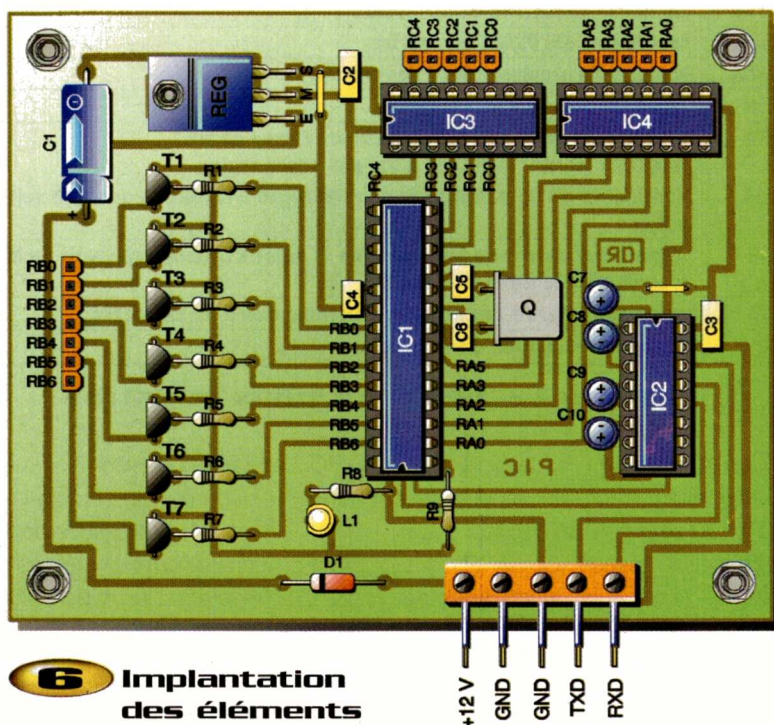 RC4 RC3 RC2 RC1 RC0
RA5 RA3 RA2 RA1 RA0
C1
REG
S
M
E
C2
IC3
IC4
T1
R1
RC4
RC3 RC2 RC1 RC0
T2
R2
T3
R3
T4
R4
T5
R5
T6
R6
T7
R7
RB0
RB1
RB2
RB3
RB4
RB5
RB6
C4
IC1
RB0
RB1
RB2
RB3
RB4
RB5
RB6
C5
C6
Q
RA5
RA3
RA2
RA1
RA0
DR
C7
C8
C9
C10
C3
IC2
PIC
R8
L1
R9
D1
+
+12 V
GND
GND
TXD
RXD
6 Implantation
des éléments